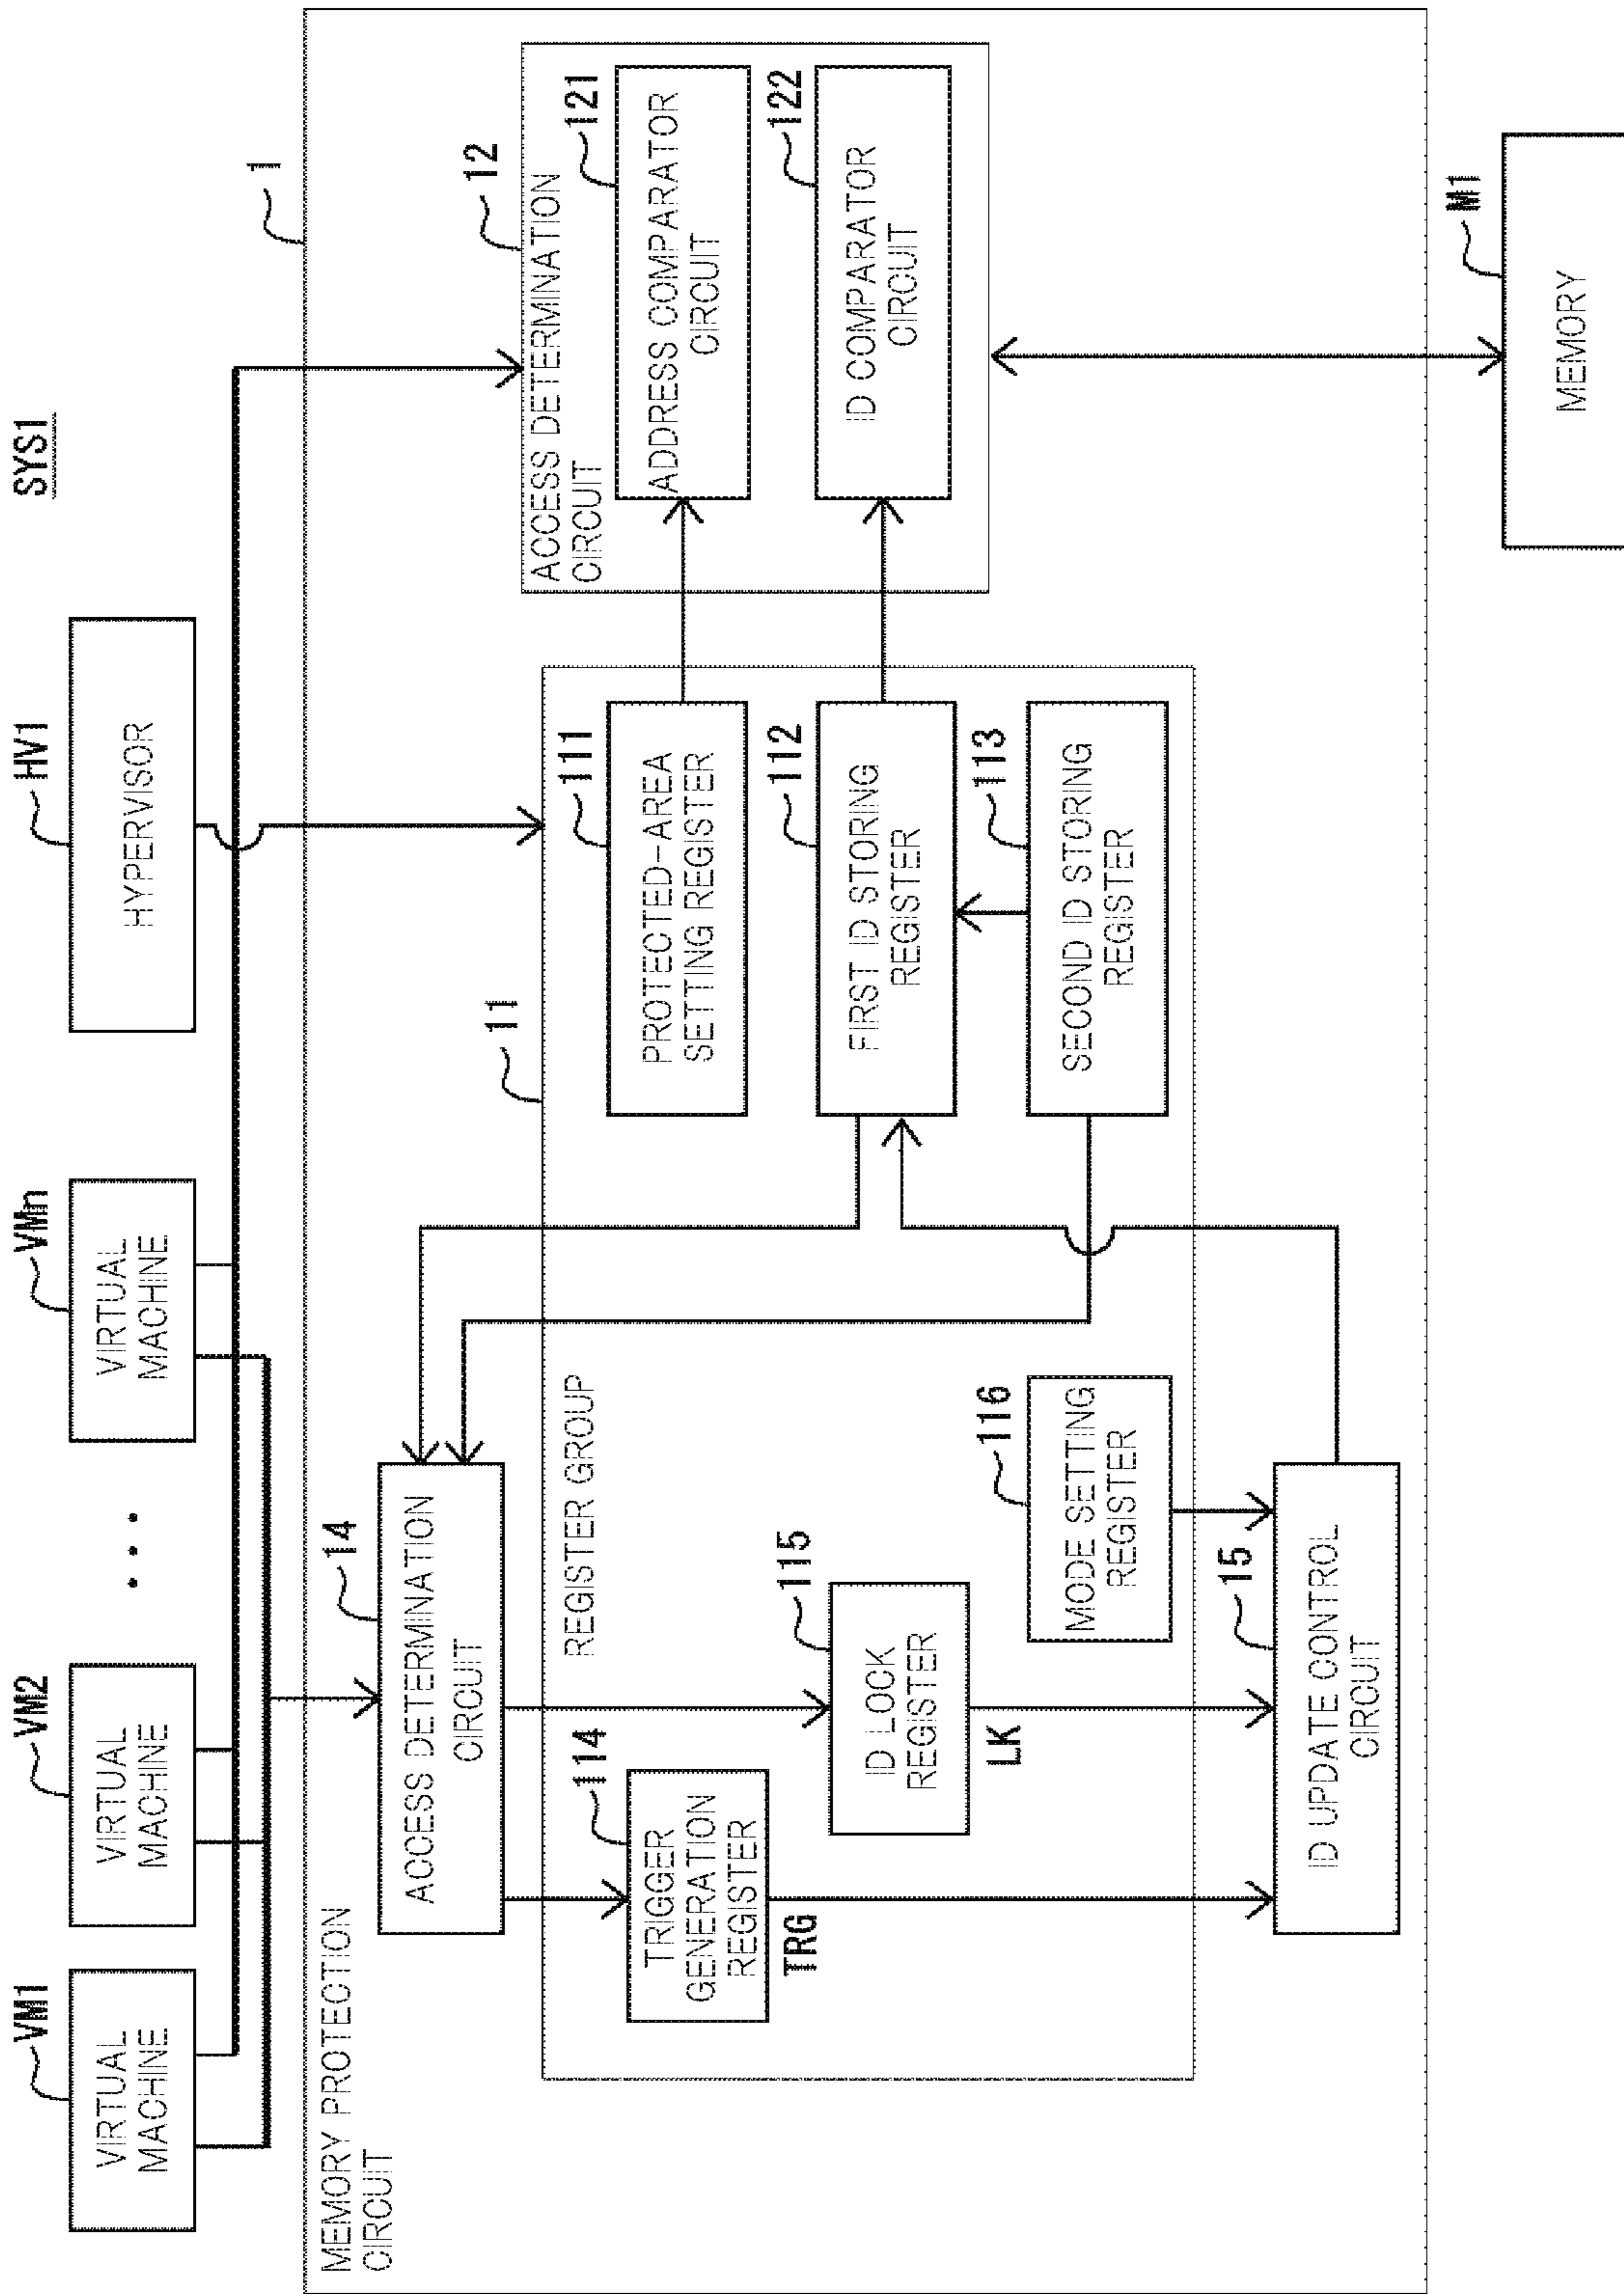 SYS1
VM1
VIRTUAL
MACHINE
VM2
VIRTUAL
MACHINE
• • •
VMn
VIRTUAL
MACHINE
HV1
HYPERVISOR
1
MEMORY PROTECTION
CIRCUIT
14
ACCESS DETERMINATION
CIRCUIT
11
REGISTER GROUP
114
TRIGGER
GENERATION
REGISTER
TRG
115
ID LOCK
REGISTER
LK
116
MODE SETTING
REGISTER
15
ID UPDATE CONTROL
CIRCUIT
111
PROTECTED-AREA
SETTING REGISTER
112
FIRST ID STORING
REGISTER
113
SECOND ID STORING
REGISTER
12
ACCESS DETERMINATION
CIRCUIT
121
ADDRESS COMPARATOR
CIRCUIT
122
ID COMPARATOR
CIRCUIT
M1
MEMORY